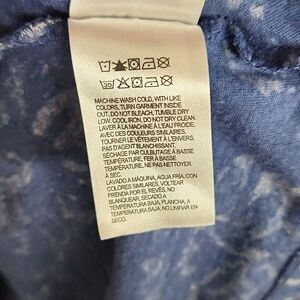 MACHINE WASH COLD, WITH LIKE
COLORS, TURN GARMENT INSIDE
OUT, DO NOT BLEACH, TUMBLE DRY
LOW, COOL IRON, DO NOT DRY CLEAN.
LAVER À LA MACHINE À L'EAU FROIDE,
AVEC DES COULEURS SIMILAIRES,
TOURNER LE VÊTEMENT À L'ENVERS,
PAS D'AGENT BLANCHISSANT,
SÉCHAGE PAR CULBUTAGE À BASSE
TEMPÉRATURE, FER À BASSE
TEMPÉRATURE, NE PAS NETTOYER
À SEC.
LAVADO A MÁQUINA, AGUA FRÍA, CON
COLORES SIMILARES, VOLTEAR
PRENDA POR EL REVÉS, NO
BLANQUEAR, SECADO A
TEMPERATURA BAJA, PLANCHA A
TEMPERATURA BAJA, NO LIMPIAR EN
SECO.